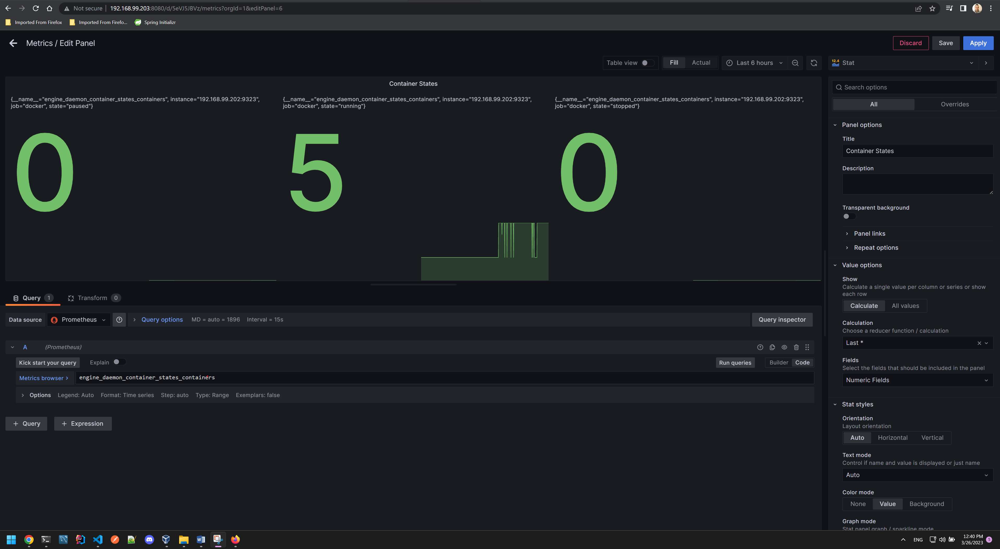 Not secure
192.168.99.203:8080/d/5eVJ5JBVz/metrics?orgId=1&editPanel=6
Imported From Firefox
Imported From Firefo...
Spring Initializr
Metrics / Edit Panel
Discard
Save
Apply
Table view
Fill
Actual
Last 6 hours
12.4
Stat
Container States
{__name__="engine_daemon_container_states_containers", instance="192.168.99.202:9323",
job="docker", state="paused"}
0
{__name__="engine_daemon_container_states_containers", instance="192.168.99.202:9323",
job="docker", state="running"}
5
{__name__="engine_daemon_container_states_containers", instance="192.168.99.202:9323",
job="docker", state="stopped"}
0
Query 1
Transform 0
Data source
Prometheus
Query options
MD = auto = 1896
Interval = 15s
Query inspector
A
(Prometheus)
Kick start your query
Explain
Run queries
Builder
Code
Metrics browser >
engine_daemon_container_states_containers
Options
Legend: Auto
Format: Time series
Step: auto
Type: Range
Exemplars: false
+ Query
+ Expression
Search options
All
Overrides
Panel options
Title
Container States
Description
Transparent background
Panel links
Repeat options
Value options
Show
Calculate a single value per column or series or show
each row
Calculate
All values
Calculation
Choose a reducer function / calculation
Last *
Fields
Select the fields that should be included in the panel
Numeric Fields
Stat styles
Orientation
Layout orientation
Auto
Horizontal
Vertical
Text mode
Control if name and value is displayed or just name
Auto
Color mode
None
Value
Background
Graph mode
Stat panel graph / sparkline mode
ENG
12:40 PM
3/26/2023
5